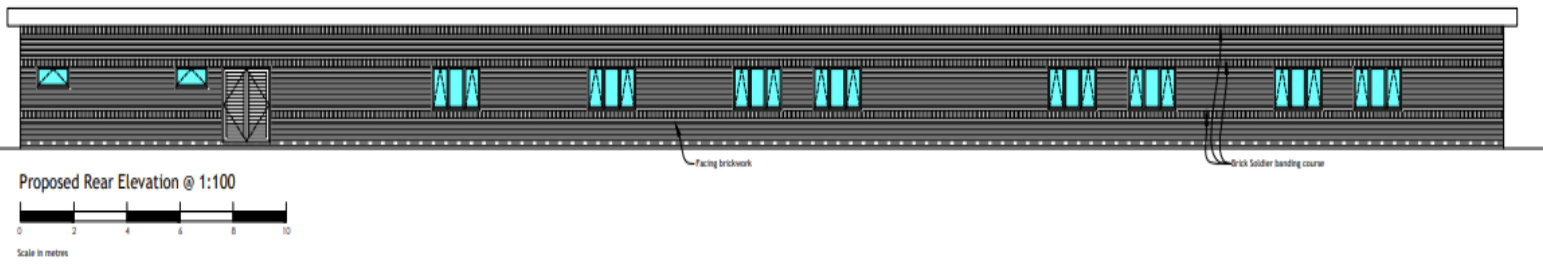 Facing brickwork
Brick Soldier banding course
Proposed Rear Elevation @ 1:100
0 2 4 6 8 10
Scale in metres